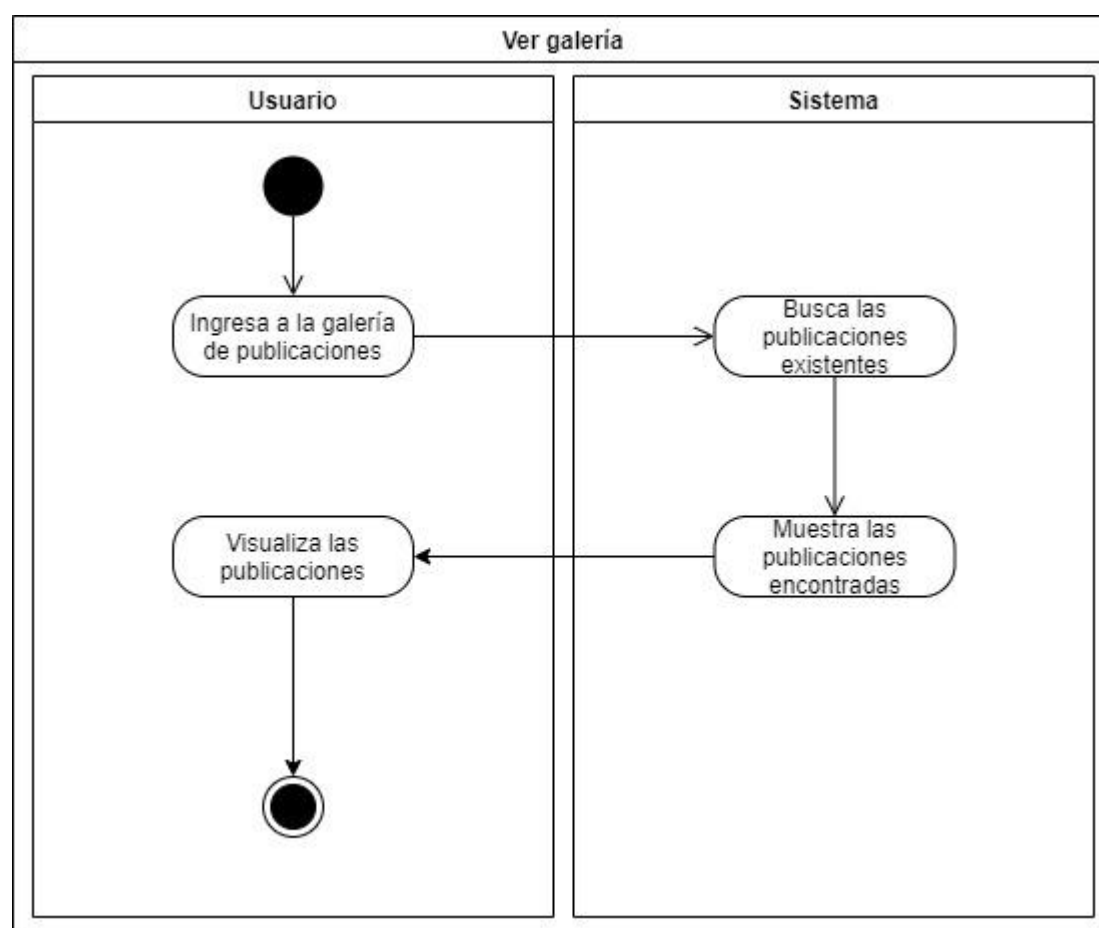 Ver galería
Usuario
Sistema
Ingresa a la galería
de publicaciones
Busca las
publicaciones
existentes
Visualiza las
publicaciones
Muestra las
publicaciones
encontradas